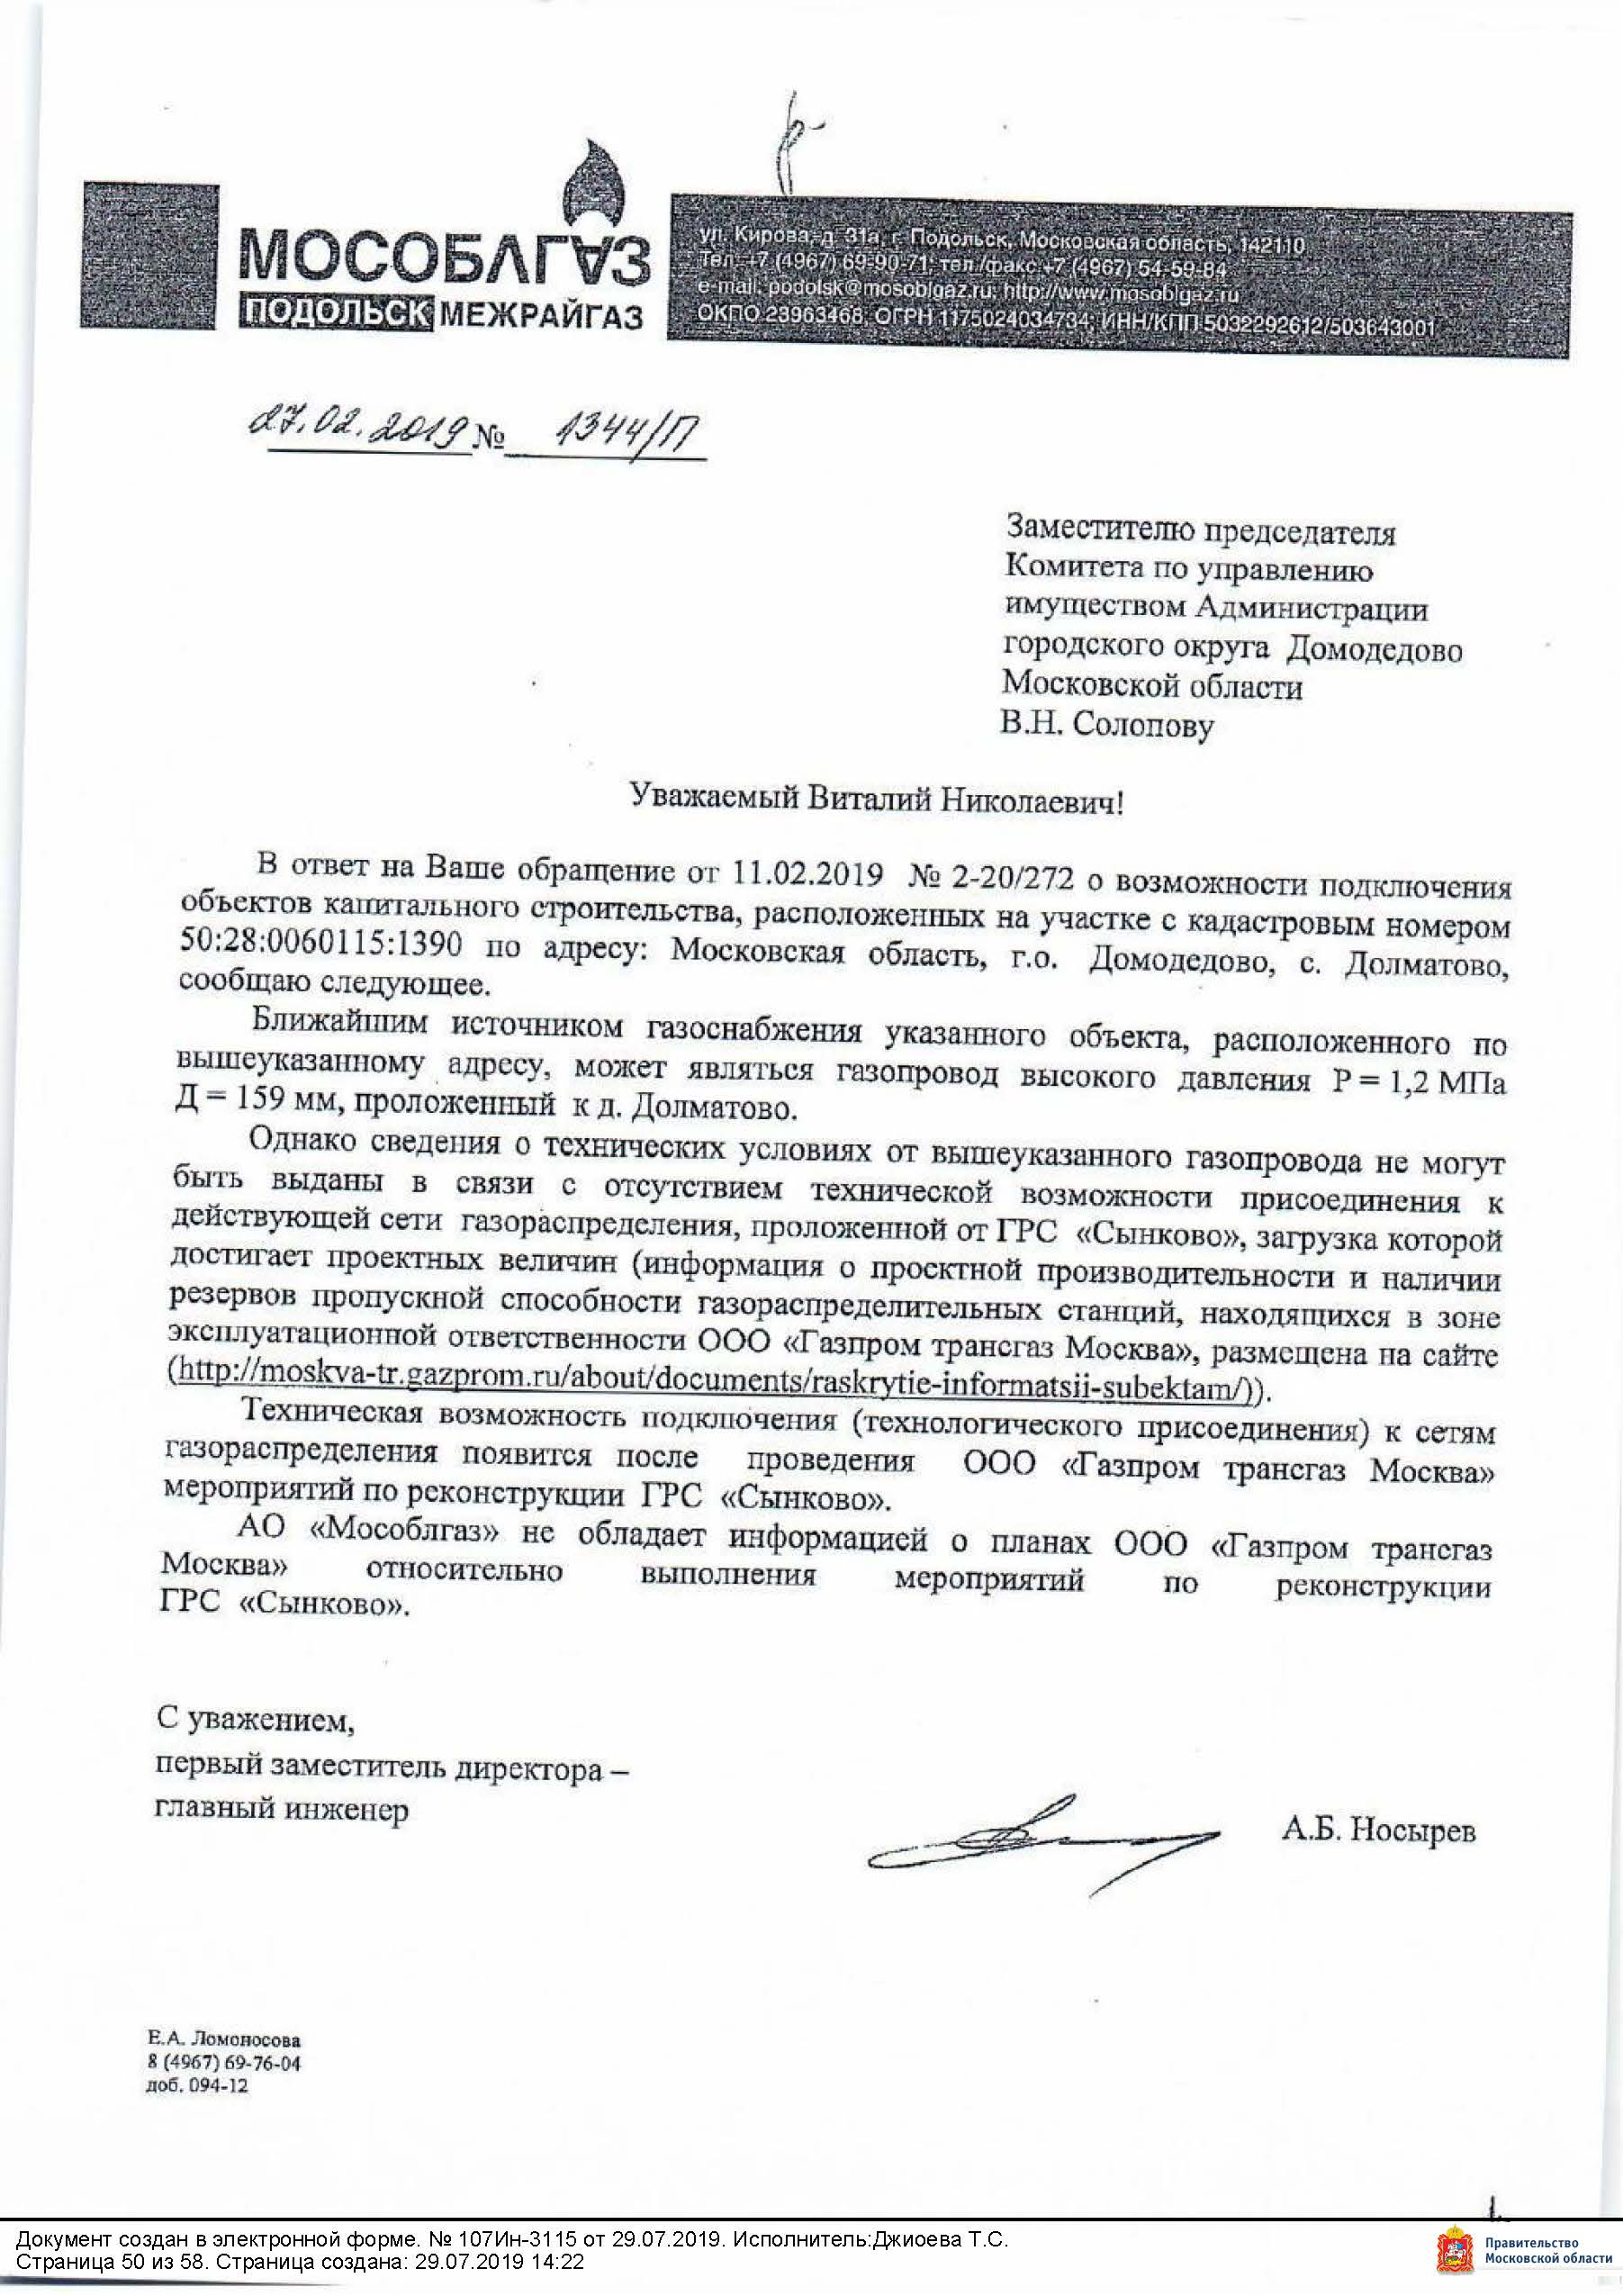 МОСОБЛГАЗ
ПОДОЛЬСК МЕЖРАЙГАЗ
ул. Кирова, д. 31а, г. Подольск, Московская область, 142110
Тел.:+7 (4967) 69-90-71; тел./факс:+7 (4967) 54-59-84
e-mail: podolsk@mosoblgaz.ru; http://www.mosoblgaz.ru
ОКПО 23963468, ОГРН 1175024034734; ИНН/КПП 5032292612/503643001
27.02.2019 № 1344/П
Заместителю председателя
Комитета по управлению
имуществом Администрации
городского округа Домодедово
Московской области
В.Н. Солопову
Уважаемый Виталий Николаевич!
В ответ на Ваше обращение от 11.02.2019 № 2-20/272 о возможности подключения
объектов капитального строительства, расположенных на участке с кадастровым номером
50:28:0060115:1390 по адресу: Московская область, г.о. Домодедово, с. Долматово,
сообщаю следующее.
Ближайшим источником газоснабжения указанного объекта, расположенного по
вышеуказанному адресу, может являться газопровод высокого давления Р = 1,2 МПа
Д = 159 мм, проложенный к д. Долматово.
Однако сведения о технических условиях от вышеуказанного газопровода не могут
быть выданы в связи с отсутствием технической возможности присоединения к
действующей сети газораспределения, проложенной от ГРС «Сынково», загрузка которой
достигает проектных величин (информация о проектной производительности и наличии
резервов пропускной способности газораспределительных станций, находящихся в зоне
эксплуатационной ответственности ООО «Газпром трансгаз Москва», размещена на сайте
(http://moskva-tr.gazprom.ru/about/documents/raskrytie-informatsii-subektam/)).
Техническая возможность подключения (технологического присоединения) к сетям
газораспределения появится после проведения ООО «Газпром трансгаз Москва»
мероприятий по реконструкции ГРС «Сынково».
АО «Мособлгаз» не обладает информацией о планах ООО «Газпром трансгаз
Москва» относительно выполнения мероприятий по реконструкции
ГРС «Сынково».
С уважением,
первый заместитель директора –
главный инженер
А.Б. Носырев
Е.А. Ломоносова
8 (4967) 69-76-04
доб. 094-12
Документ создан в электронной форме. № 107Ин-3115 от 29.07.2019. Исполнитель:Джиоева Т.С.
Страница 50 из 58. Страница создана: 29.07.2019 14:22
Правительство
Московской области